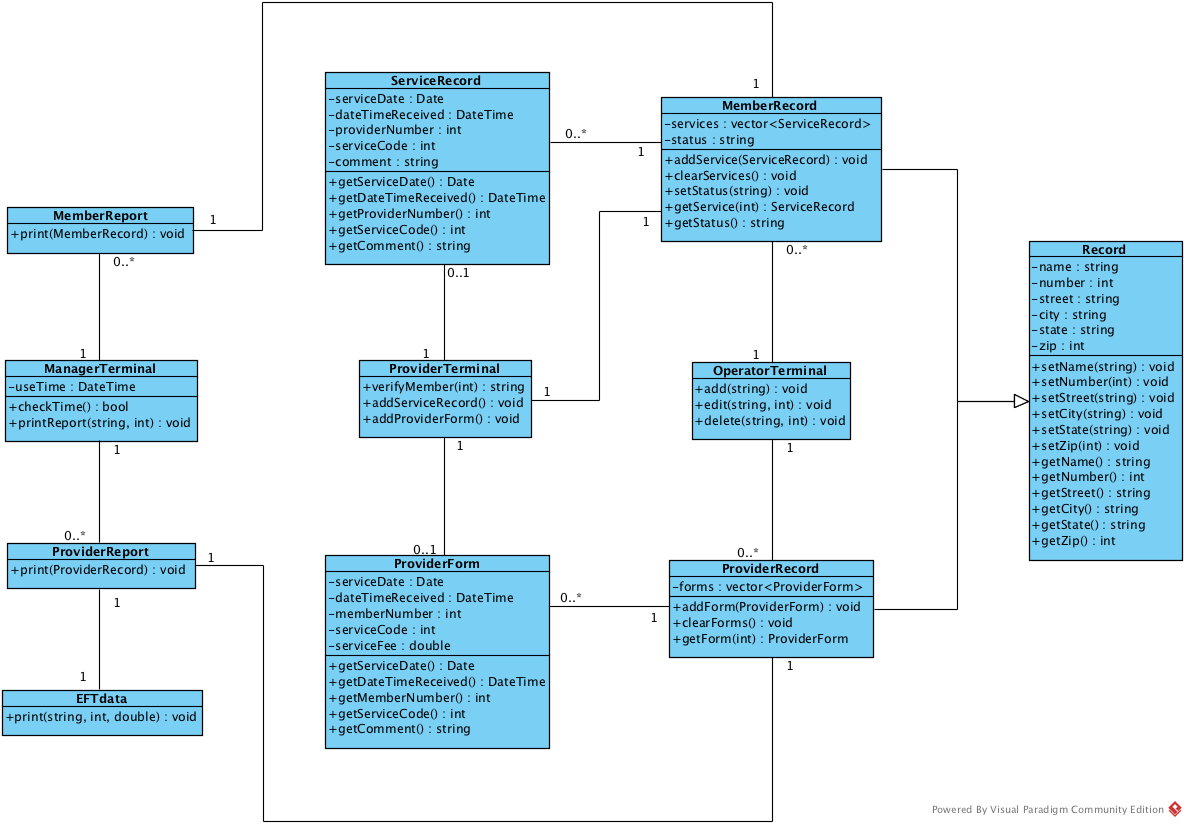 1
ServiceRecord
-serviceDate : Date
-dateTimeReceived : DateTime
-providerNumber : int
-serviceCode : int
-comment : string
+getServiceDate() : Date
+getDateTimeReceived() : DateTime
+getProviderNumber() : int
+getServiceCode() : int
+getComment() : string
0..*
1
MemberRecord
-services : vector<ServiceRecord>
-status : string
+addService(ServiceRecord) : void
+clearServices() : void
+setStatus(string) : void
+getService(int) : ServiceRecord
+getStatus() : string
1
0..*
MemberReport
+print(MemberRecord) : void
1
0..*
0..1
Record
-name : string
-number : int
-street : string
-city : string
-state : string
-zip : int
+setName(string) : void
+setNumber(int) : void
+setStreet(string) : void
+setCity(string) : void
+setState(string) : void
+setZip(int) : void
+getName() : string
+getNumber() : int
+getStreet() : string
+getCity() : string
+getState() : string
+getZip() : int
1
ManagerTerminal
-useTime : DateTime
+checkTime() : bool
+printReport(string, int) : void
1
1
ProviderTerminal
+verifyMember(int) : string
+addServiceRecord() : void
+addProviderForm() : void
1
1
1
OperatorTerminal
+add(string) : void
+edit(string, int) : void
+delete(string, int) : void
1
0..*
ProviderReport
+print(ProviderRecord) : void
1
1
0..1
ProviderForm
-serviceDate : Date
-dateTimeReceived : DateTime
-memberNumber : int
-serviceCode : int
-serviceFee : double
+getServiceDate() : Date
+getDateTimeReceived() : DateTime
+getMemberNumber() : int
+getServiceCode() : int
+getComment() : string
0..*
1
0..*
ProviderRecord
-forms : vector<ProviderForm>
+addForm(ProviderForm) : void
+clearForms() : void
+getForm(int) : ProviderForm
1
1
EFTdata
+print(string, int, double) : void
Powered By Visual Paradigm Community Edition